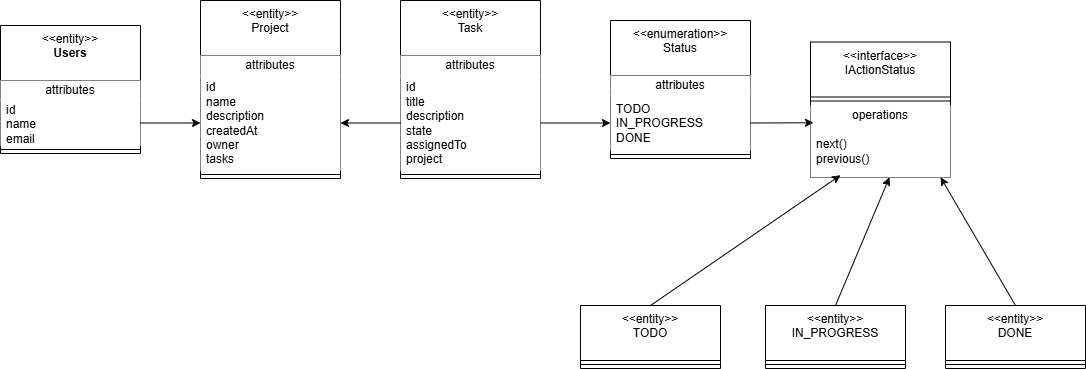 <<entity>>
Users
attributes
id
name
email
<<entity>>
Project
attributes
id
name
description
createdAt
owner
tasks
<<entity>>
Task
attributes
id
title
description
state
assignedTo
project
<<enumeration>>
Status
attributes
TODO
IN_PROGRESS
DONE
<<interface>>
IActionStatus
operations
next()
previous()
<<entity>>
TODO
<<entity>>
IN_PROGRESS
<<entity>>
DONE